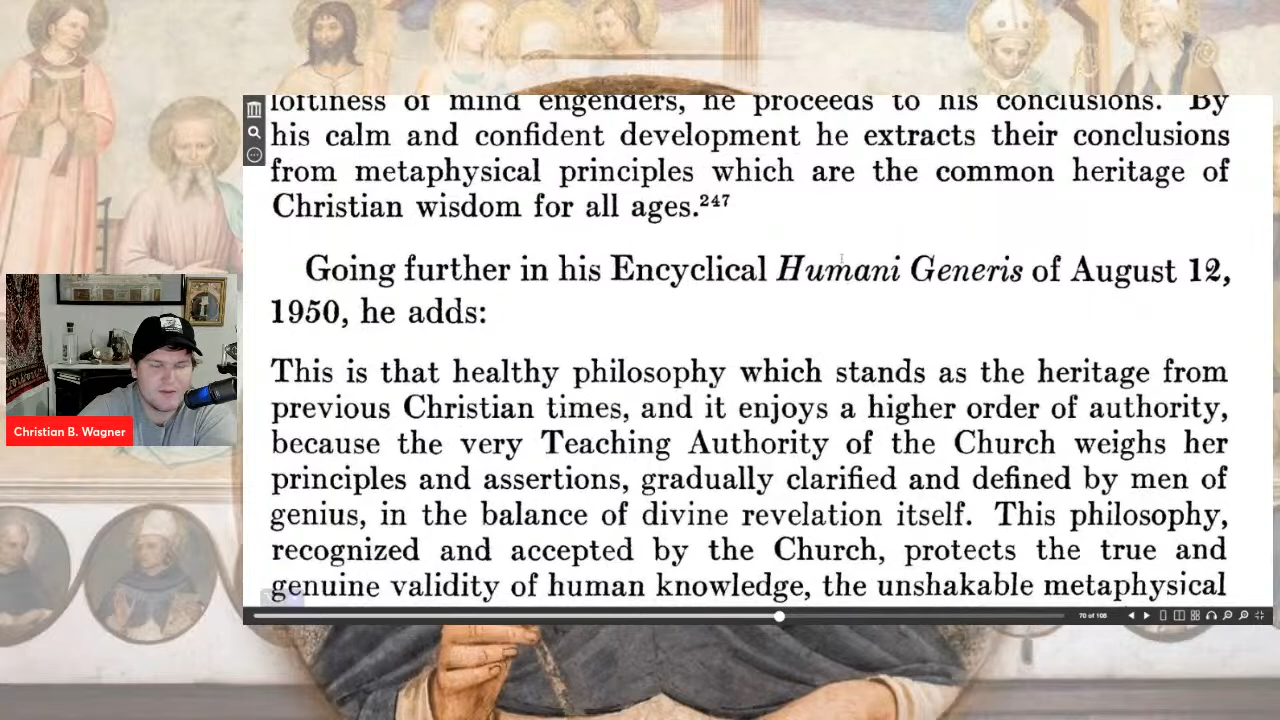 loftiness of mind engenders, he proceeds to his conclusions. By
his calm and confident development he extracts their conclusions
from metaphysical principles which are the common heritage of
Christian wisdom for all ages.²⁴⁷
Going further in his Encyclical Humani Generis of August 12,
1950, he adds:
This is that healthy philosophy which stands as the heritage from
previous Christian times, and it enjoys a higher order of authority,
because the very Teaching Authority of the Church weighs her
principles and assertions, gradually clarified and defined by men of
genius, in the balance of divine revelation itself. This philosophy,
recognized and accepted by the Church, protects the true and
genuine validity of human knowledge, the unshakable metaphysical
70 of 108
Christian B. Wagner